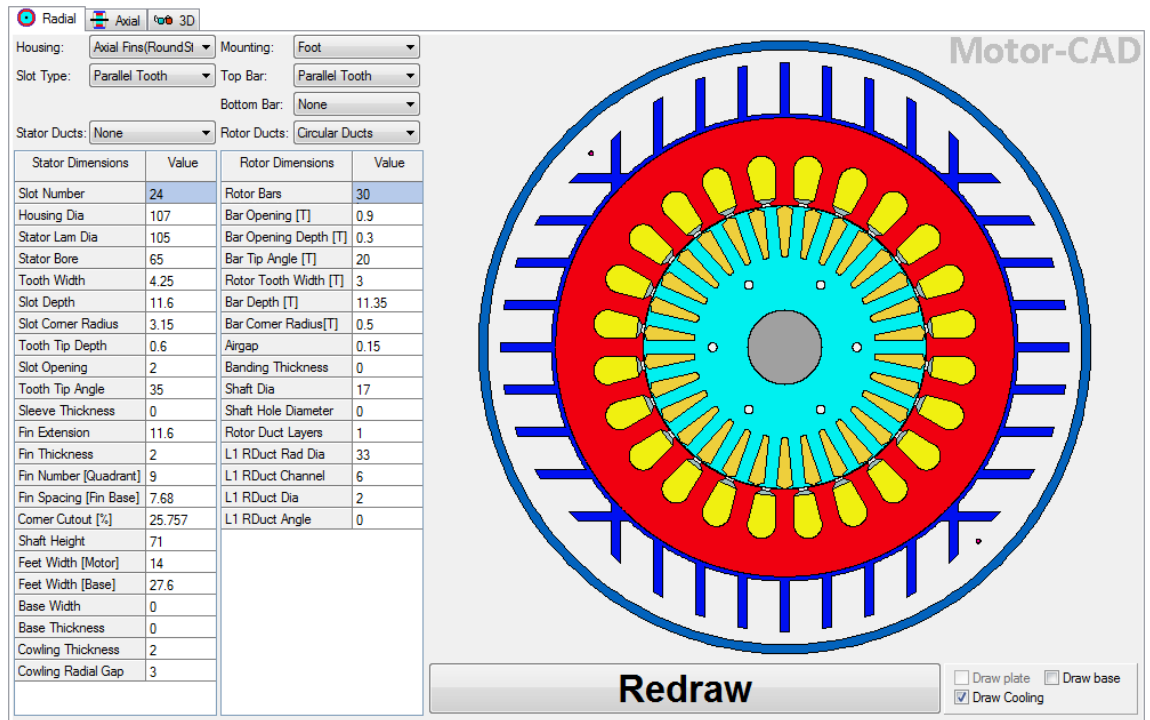 Radial Axial 3D
Motor-CAD
Housing: Axial Fins(RoundSt Mounting: Foot
Slot Type: Parallel Tooth Top Bar: Parallel Tooth
Bottom Bar: None
Stator Ducts: None Rotor Ducts: Circular Ducts
Stator Dimensions Value Rotor Dimensions Value
Slot Number 24 Rotor Bars 30
Housing Dia 107 Bar Opening [T] 0.9
Stator Lam Dia 105 Bar Opening Depth [T] 0.3
Stator Bore 65 Bar Tip Angle [T] 20
Tooth Width 4.25 Rotor Tooth Width [T] 3
Slot Depth 11.6 Bar Depth [T] 11.35
Slot Corner Radius 3.15 Bar Corner Radius[T] 0.5
Tooth Tip Depth 0.6 Airgap 0.15
Slot Opening 2 Banding Thickness 0
Tooth Tip Angle 35 Shaft Dia 17
Sleeve Thickness 0 Shaft Hole Diameter 0
Fin Extension 11.6 Rotor Duct Layers 1
Fin Thickness 2 L1 RDuct Rad Dia 33
Fin Number [Quadrant] 9 L1 RDuct Channel 6
Fin Spacing [Fin Base] 7.68 L1 RDuct Dia 2
Corner Cutout [%] 25.757 L1 RDuct Angle 0
Shaft Height 71
Feet Width [Motor] 14
Feet Width [Base] 27.6
Base Width 0
Base Thickness 0
Cowling Thickness 2
Cowling Radial Gap 3
Redraw
Draw plate Draw base
Draw Cooling